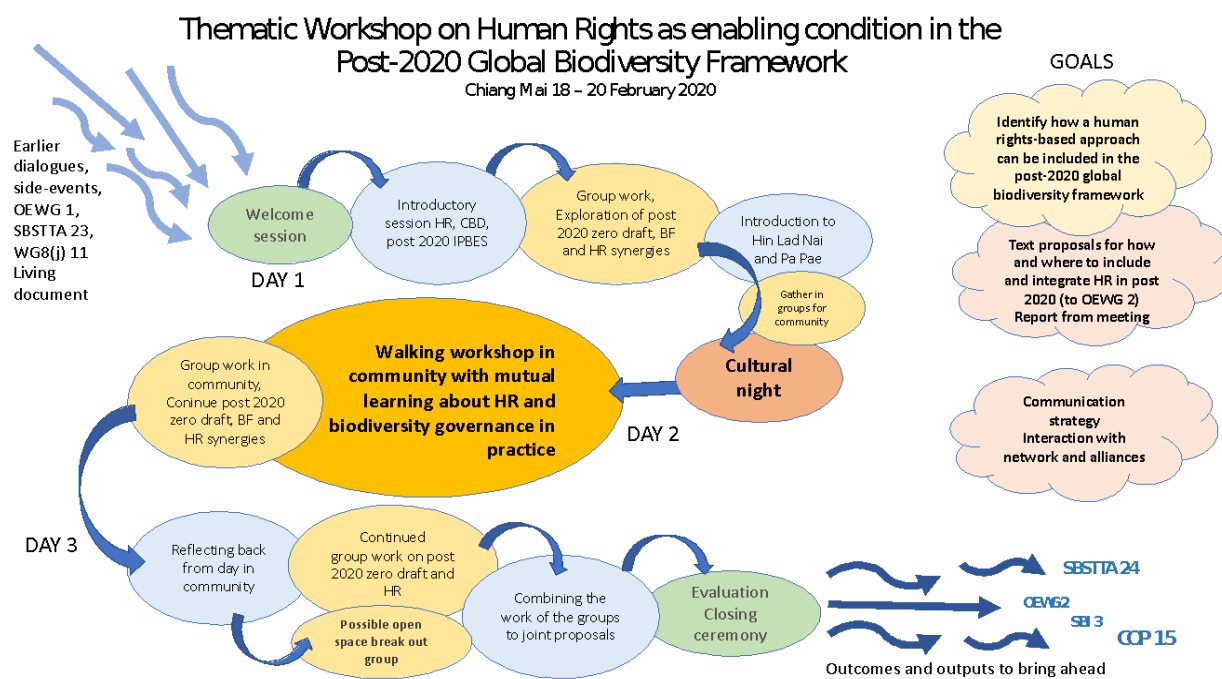 Thematic Workshop on Human Rights as enabling condition in the
Post-2020 Global Biodiversity Framework
Chiang Mai 18 – 20 February 2020
GOALS
Earlier
dialogues,
side-events,
OEWG 1,
SBSTTA 23,
WG8(j) 11
Living
document
Welcome
session
DAY 1
Introductory
session HR, CBD,
post 2020 IPBES
Group work,
Exploration of post
2020 zero draft, BF
and HR synergies
Introduction to
Hin Lad Nai
and Pa Pae
Gather in
groups for
community
Cultural
night
DAY 2
Walking workshop in
community with mutual
learning about HR and
biodiversity governance in
practice
Group work in
community,
Coninue post 2020
zero draft, BF and
HR synergies
DAY 3
Reflecting back
from day in
community
Continued
group work on post
2020 zero draft and
HR
Possible open
space break out
group
Combining the
work of the groups
to joint proposals
Evaluation
Closing
ceremony
SBSTTA 24
OEWG2
SBI 3
COP 15
Outcomes and outputs to bring ahead
Identify how a human
rights-based approach
can be included in the
post-2020 global
biodiversity framework
Text proposals for how
and where to include
and integrate HR in post
2020 (to OEWG 2)
Report from meeting
Communication
strategy
Interaction with
network and alliances